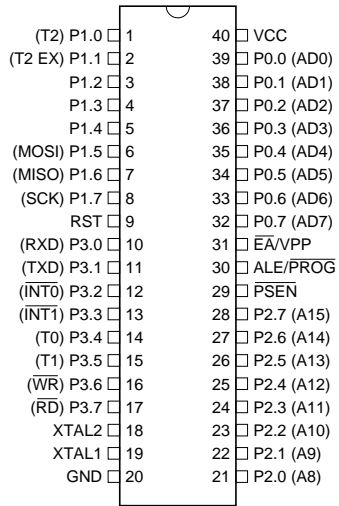 (T2) P1.0 1 40 VCC
(T2 EX) P1.1 2 39 P0.0 (AD0)
P1.2 3 38 P0.1 (AD1)
P1.3 4 37 P0.2 (AD2)
P1.4 5 36 P0.3 (AD3)
(MOSI) P1.5 6 35 P0.4 (AD4)
(MISO) P1.6 7 34 P0.5 (AD5)
(SCK) P1.7 8 33 P0.6 (AD6)
RST 9 32 P0.7 (AD7)
(RXD) P3.0 10 31 E̅A̅/VPP
(TXD) P3.1 11 30 ALE/P̅R̅O̅G̅
(I̅N̅T̅0̅) P3.2 12 29 P̅S̅E̅N̅
(I̅N̅T̅1̅) P3.3 13 28 P2.7 (A15)
(T0) P3.4 14 27 P2.6 (A14)
(T1) P3.5 15 26 P2.5 (A13)
(W̅R̅) P3.6 16 25 P2.4 (A12)
(R̅D̅) P3.7 17 24 P2.3 (A11)
XTAL2 18 23 P2.2 (A10)
XTAL1 19 22 P2.1 (A9)
GND 20 21 P2.0 (A8)